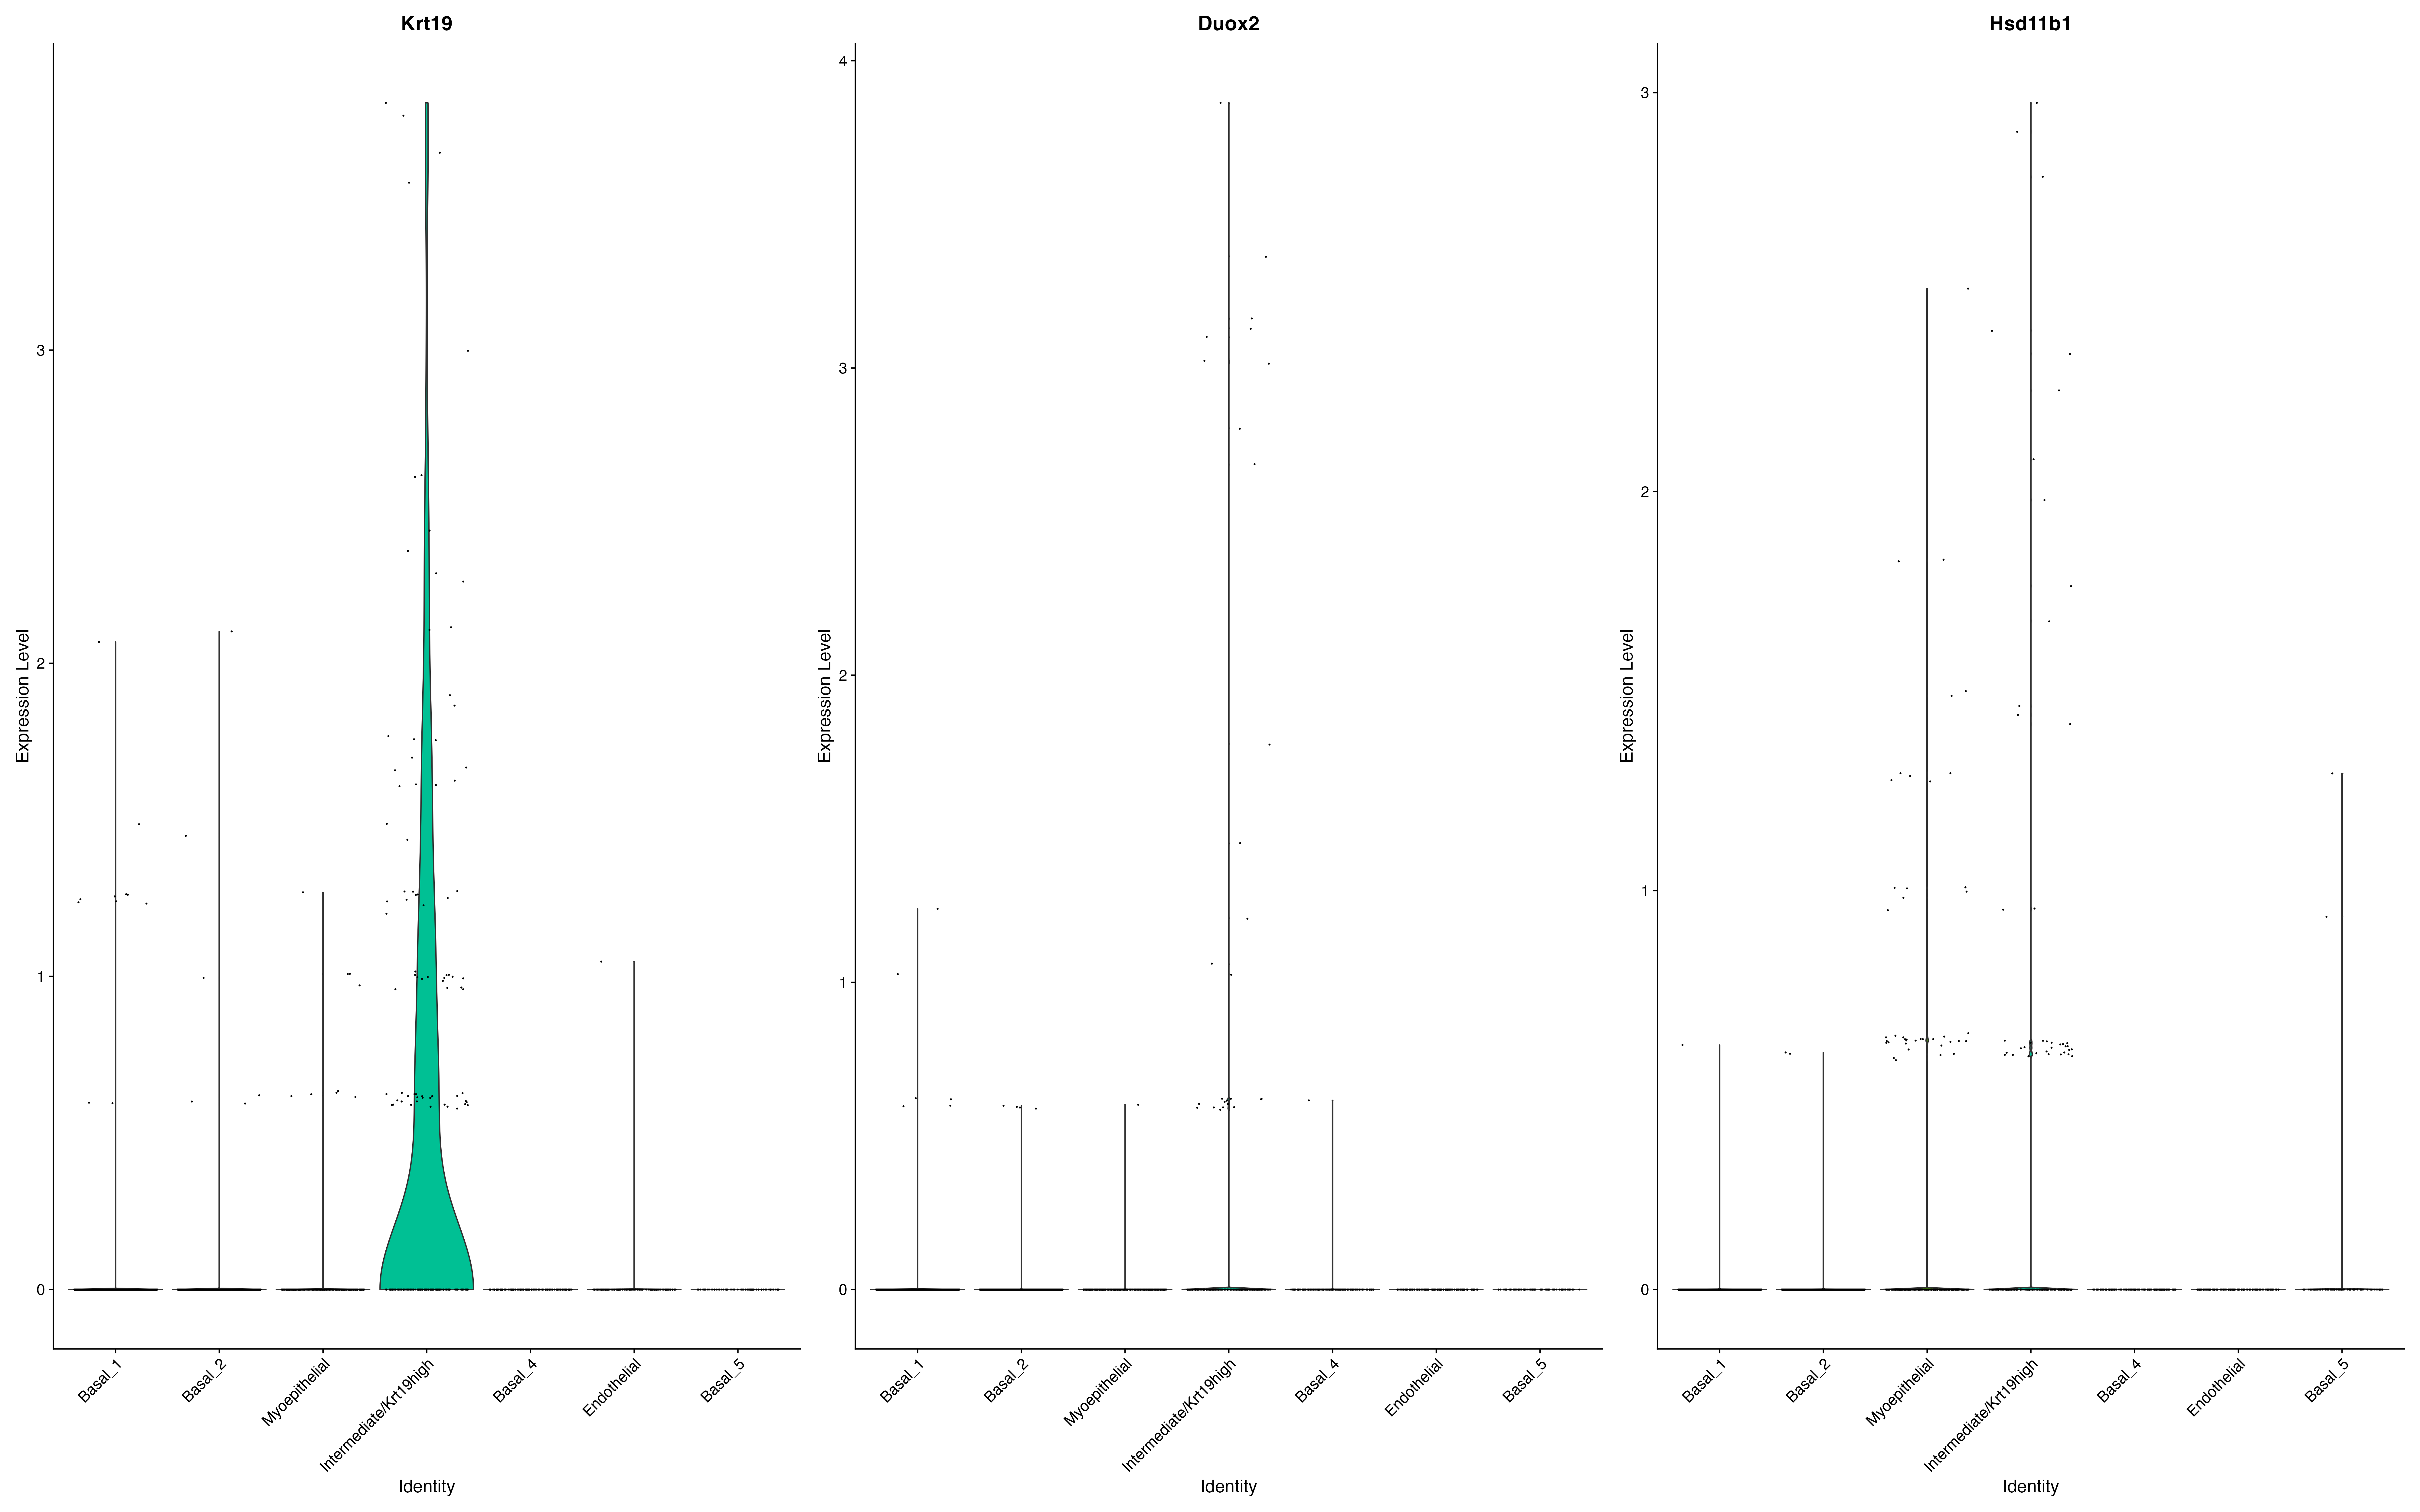 Krt19
Expression Level
3
2
1
0
Basal_1
Basal_2
Myoepithelial
Intermediate/Krt19high
Basal_4
Endothelial
Basal_5
Identity
Duox2
Expression Level
4
3
2
1
0
Basal_1
Basal_2
Myoepithelial
Intermediate/Krt19high
Basal_4
Endothelial
Basal_5
Identity
Hsd11b1
Expression Level
3
2
1
0
Basal_1
Basal_2
Myoepithelial
Intermediate/Krt19high
Basal_4
Endothelial
Basal_5
Identity